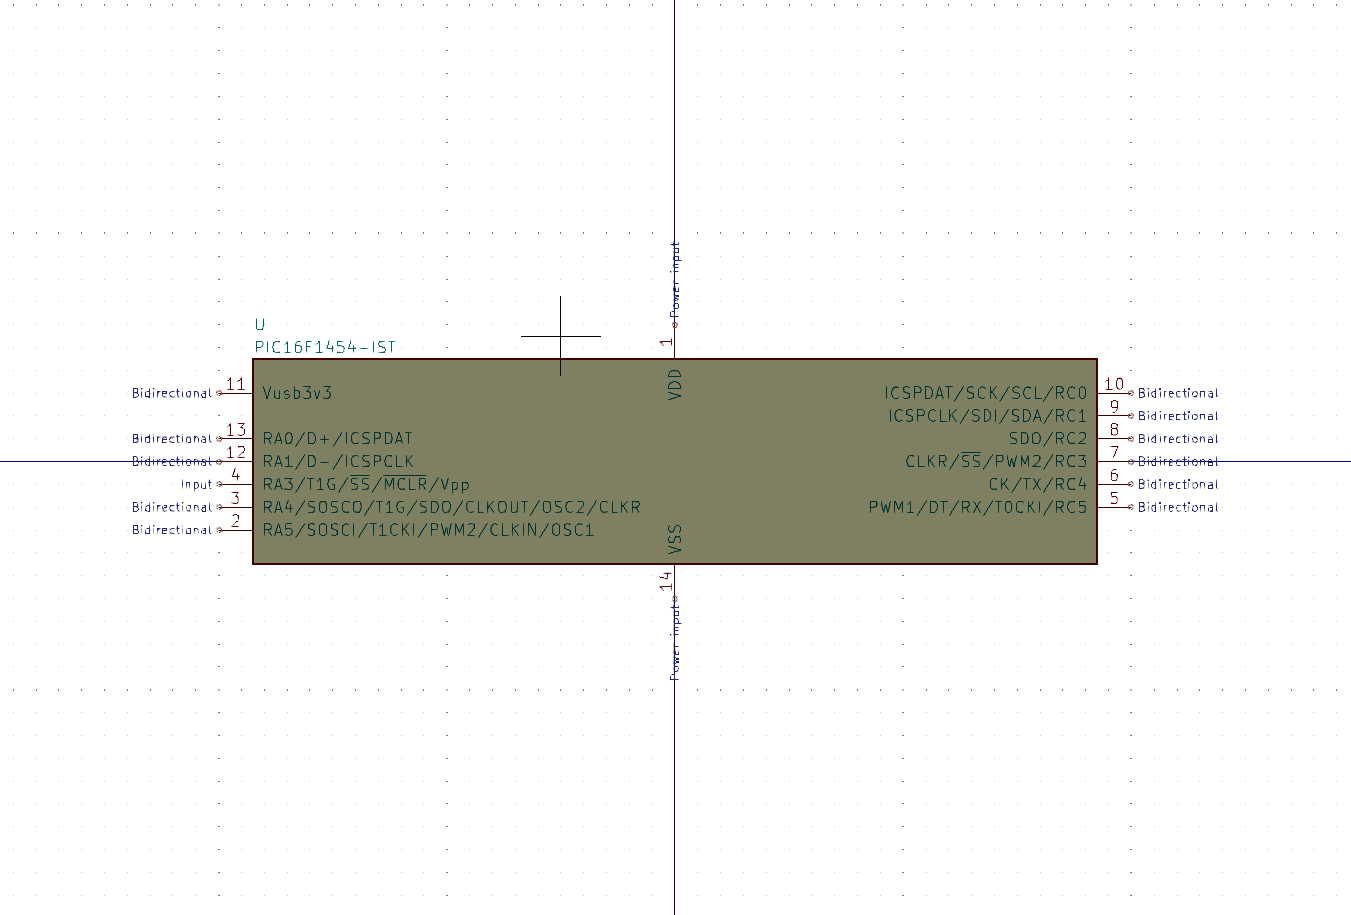 Power input
1
U
PIC16F1454-IST
VDD
Bidirectional 11 Vusb3v3
ICSPDAT/SCK/SCL/RC0 10 Bidirectional
ICSPCLK/SDI/SDA/RC1 9 Bidirectional
Bidirectional 13 RA0/D+/ICSPDAT
SDO/RC2 8 Bidirectional
Bidirectional 12 RA1/D-/ICSPCLK
CLKR/SS/PWM2/RC3 7 Bidirectional
Input 4 RA3/T1G/SS/MCLR/Vpp
CK/TX/RC4 6 Bidirectional
Bidirectional 3 RA4/SOSCO/T1G/SDO/CLKOUT/OSC2/CLKR
PWM1/DT/RX/T0CKI/RC5 5 Bidirectional
Bidirectional 2 RA5/SOSCI/T1CKI/PWM2/CLKIN/OSC1
VSS
14
Power input